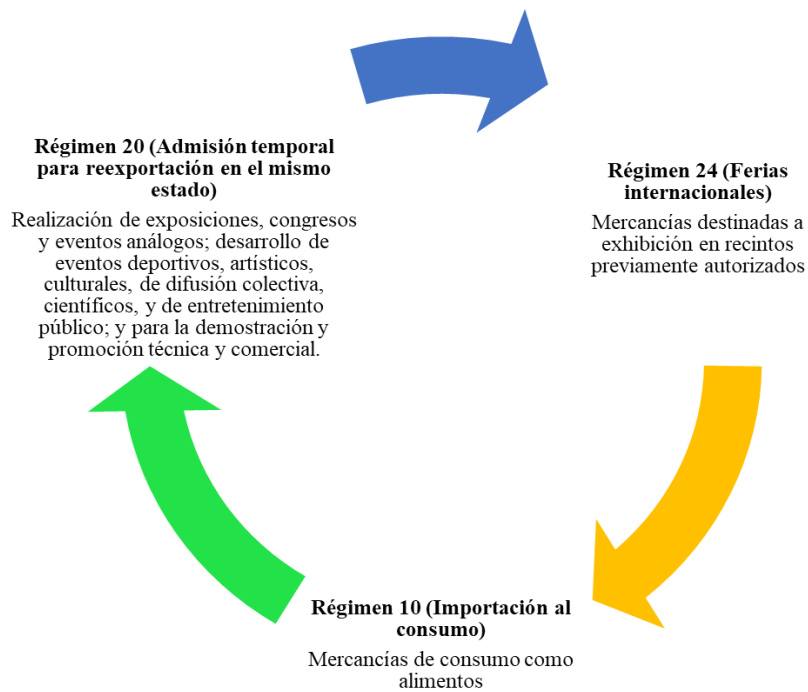 Régimen 20 (Admisión temporal
para reexportación en el mismo
estado)
Realización de exposiciones, congresos
y eventos análogos; desarrollo de
eventos deportivos, artísticos,
culturales, de difusión colectiva,
científicos, y de entretenimiento
público; y para la demostración y
promoción técnica y comercial.
Régimen 24 (Ferias
internacionales)
Mercancías destinadas a
exhibición en recintos
previamente autorizados
Régimen 10 (Importación al
consumo)
Mercancías de consumo como
alimentos